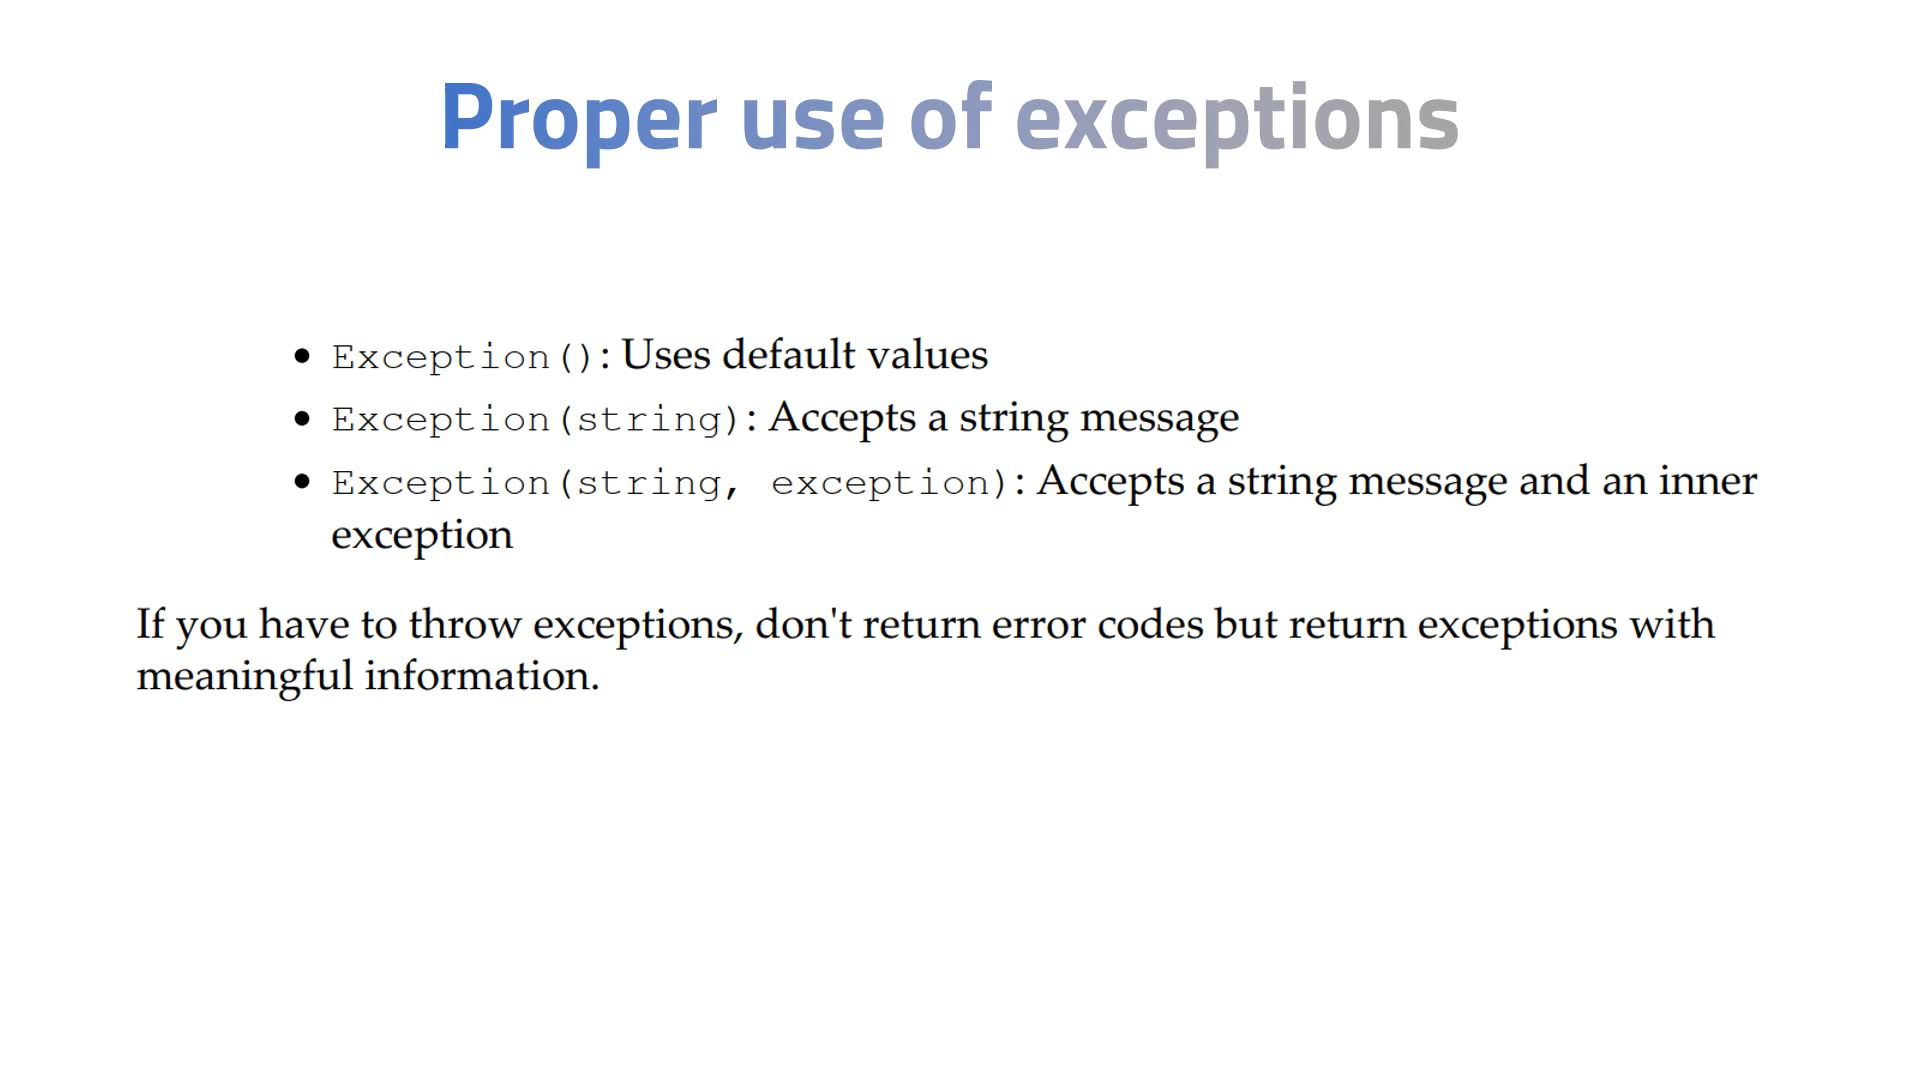 Proper use of exceptions
• Exception(): Uses default values
• Exception(string): Accepts a string message
• Exception(string, exception): Accepts a string message and an inner
exception
If you have to throw exceptions, don't return error codes but return exceptions with
meaningful information.